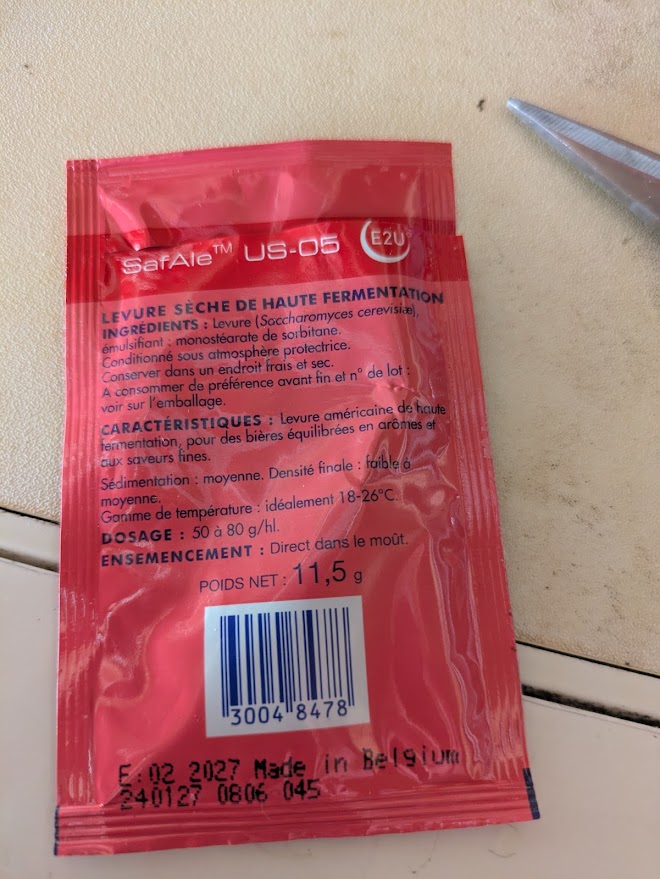 SafAle™ US-05 E2U
LEVURE SÈCHE DE HAUTE FERMENTATION
INGRÉDIENTS : Levure (Saccharomyces cerevisiæ),
émulsifiant : monostéarate de sorbitane.
Conditionné sous atmosphère protectrice.
Conserver dans un endroit frais et sec.
A consommer de préférence avant fin et n° de lot :
voir sur l'emballage.
CARACTÉRISTIQUES : Levure américaine de haute
fermentation, pour des bières équilibrées en arômes et
aux saveurs fines.
Sédimentation : moyenne. Densité finale : faible à
moyenne.
Gamme de température : idéalement 18-26°C.
DOSAGE : 50 à 80 g/hl.
ENSEMENCEMENT : Direct dans le moût.
POIDS NET : 11,5 g
3004 8478
E:02 2027 Made in Belgium
240127 0806 045